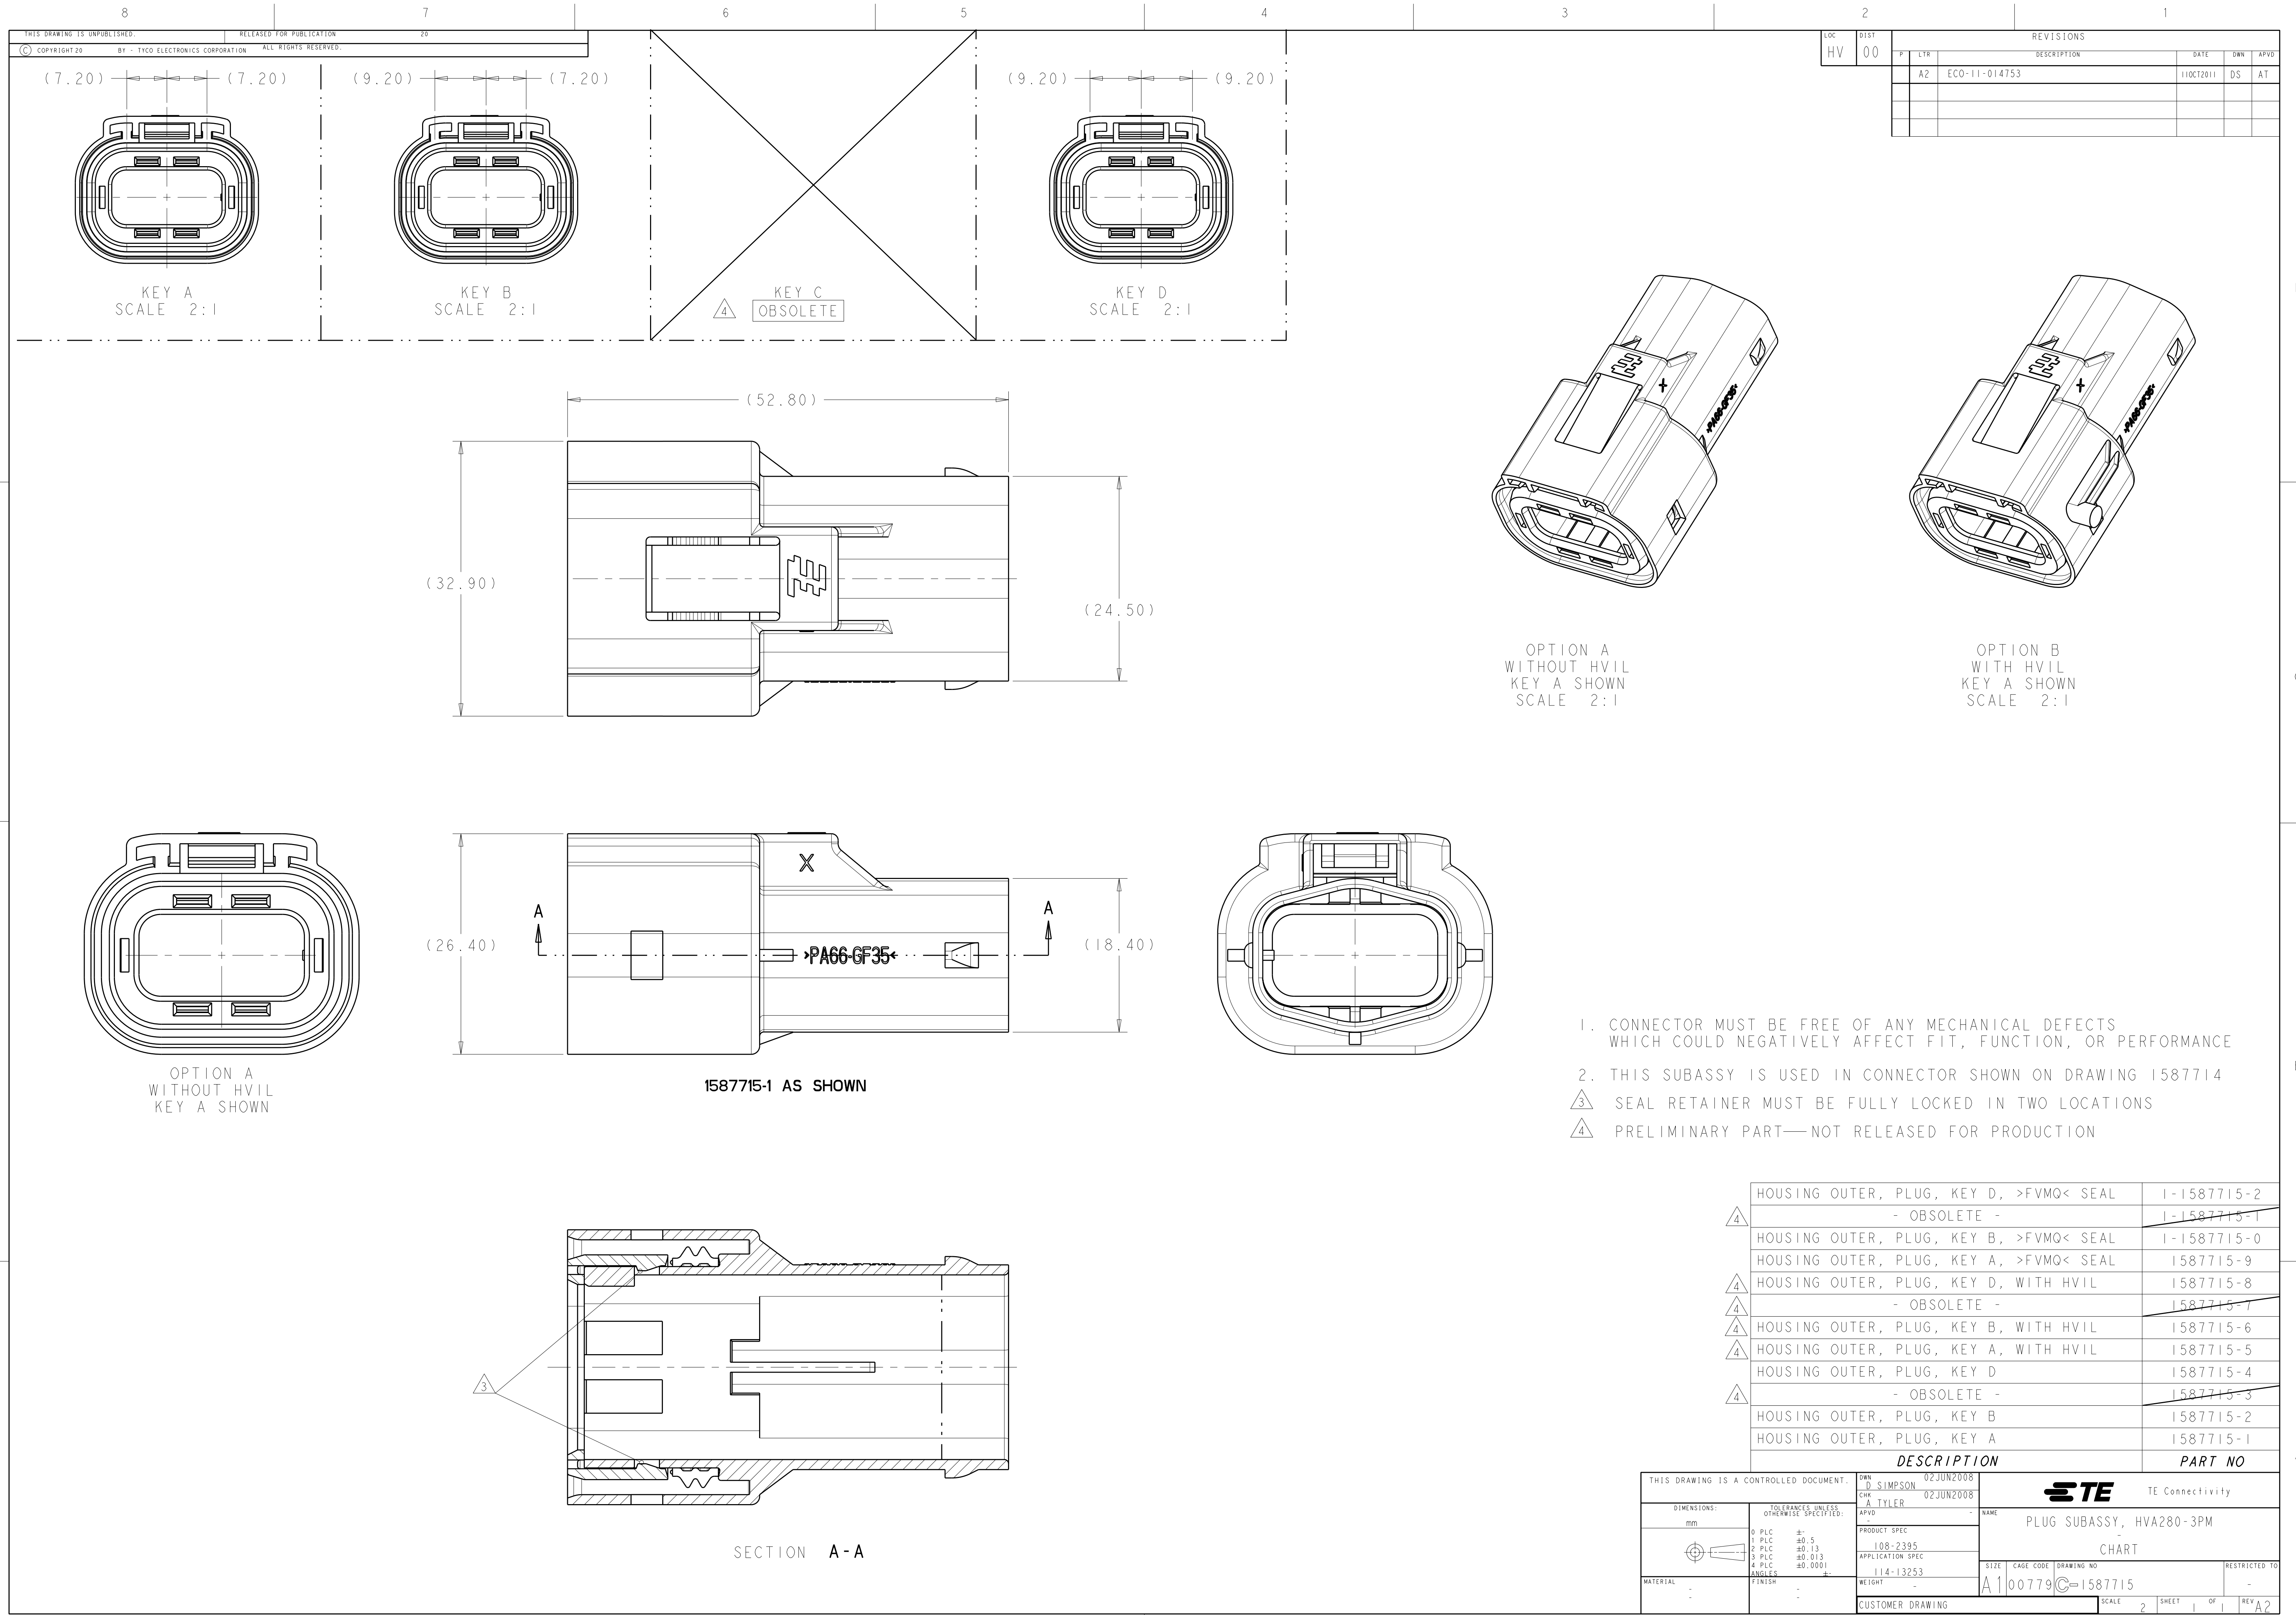 8 7 6 5 4 3 2 1
THIS DRAWING IS UNPUBLISHED. RELEASED FOR PUBLICATION 20
© COPYRIGHT 20 BY - TYCO ELECTRONICS CORPORATION ALL RIGHTS RESERVED.
LOC DIST
HV 00
REVISIONS
P LTR DESCRIPTION DATE DWN APVD
A2 ECO-11-014753 11OCT2011 DS AT
(7.20) (7.20)
KEY A
SCALE 2:1
(9.20) (7.20)
KEY B
SCALE 2:1
KEY C
4 OBSOLETE
(9.20) (9.20)
KEY D
SCALE 2:1
(52.80)
(32.90)
(24.50)
TE
+
>PA66-GF35<
OPTION A
WITHOUT HVIL
KEY A SHOWN
SCALE 2:1
+
>PA66-GF35<
OPTION B
WITH HVIL
KEY A SHOWN
SCALE 2:1
OPTION A
WITHOUT HVIL
KEY A SHOWN
(26.40)
A A
X
>PA66-GF35<
(18.40)
1587715-1 AS SHOWN
1. CONNECTOR MUST BE FREE OF ANY MECHANICAL DEFECTS
WHICH COULD NEGATIVELY AFFECT FIT, FUNCTION, OR PERFORMANCE
2. THIS SUBASSY IS USED IN CONNECTOR SHOWN ON DRAWING 1587714
3 SEAL RETAINER MUST BE FULLY LOCKED IN TWO LOCATIONS
4 PRELIMINARY PART—NOT RELEASED FOR PRODUCTION
3
SECTION A-A
HOUSING OUTER, PLUG, KEY D, >FVMQ< SEAL 1-1587715-2
4 - OBSOLETE - 1-1587715-1
HOUSING OUTER, PLUG, KEY B, >FVMQ< SEAL 1-1587715-0
HOUSING OUTER, PLUG, KEY A, >FVMQ< SEAL 1587715-9
4 HOUSING OUTER, PLUG, KEY D, WITH HVIL 1587715-8
4 - OBSOLETE - 1587715-7
4 HOUSING OUTER, PLUG, KEY B, WITH HVIL 1587715-6
4 HOUSING OUTER, PLUG, KEY A, WITH HVIL 1587715-5
HOUSING OUTER, PLUG, KEY D 1587715-4
4 - OBSOLETE - 1587715-3
HOUSING OUTER, PLUG, KEY B 1587715-2
HOUSING OUTER, PLUG, KEY A 1587715-1
DESCRIPTION PART NO
THIS DRAWING IS A CONTROLLED DOCUMENT.
DIMENSIONS:
mm
TOLERANCES UNLESS
OTHERWISE SPECIFIED:
0 PLC ±-
1 PLC ±0.5
2 PLC ±0.13
3 PLC ±0.013
4 PLC ±0.0001
ANGLES ±-
MATERIAL
-
-
FINISH
-
-
DWN 02JUN2008
D SIMPSON
CHK 02JUN2008
A TYLER
APVD -
-
PRODUCT SPEC
108-2395
APPLICATION SPEC
114-13253
WEIGHT -
CUSTOMER DRAWING
TE TE Connectivity
NAME
PLUG SUBASSY, HVA280-3PM
-
CHART
SIZE CAGE CODE DRAWING NO RESTRICTED TO
A1 00779 C-1587715 -
SCALE 2 SHEET 1 OF 1 REV A2